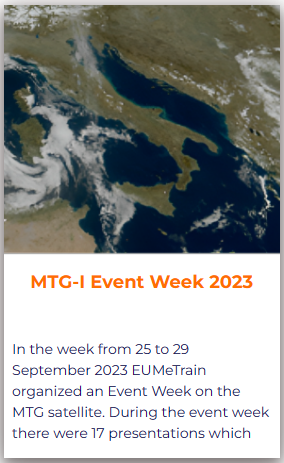 MTG-I Event Week 2023
In the week from 25 to 29
September 2023 EUMeTrain
organized an Event Week on the
MTG satellite. During the event week
there were 17 presentations which